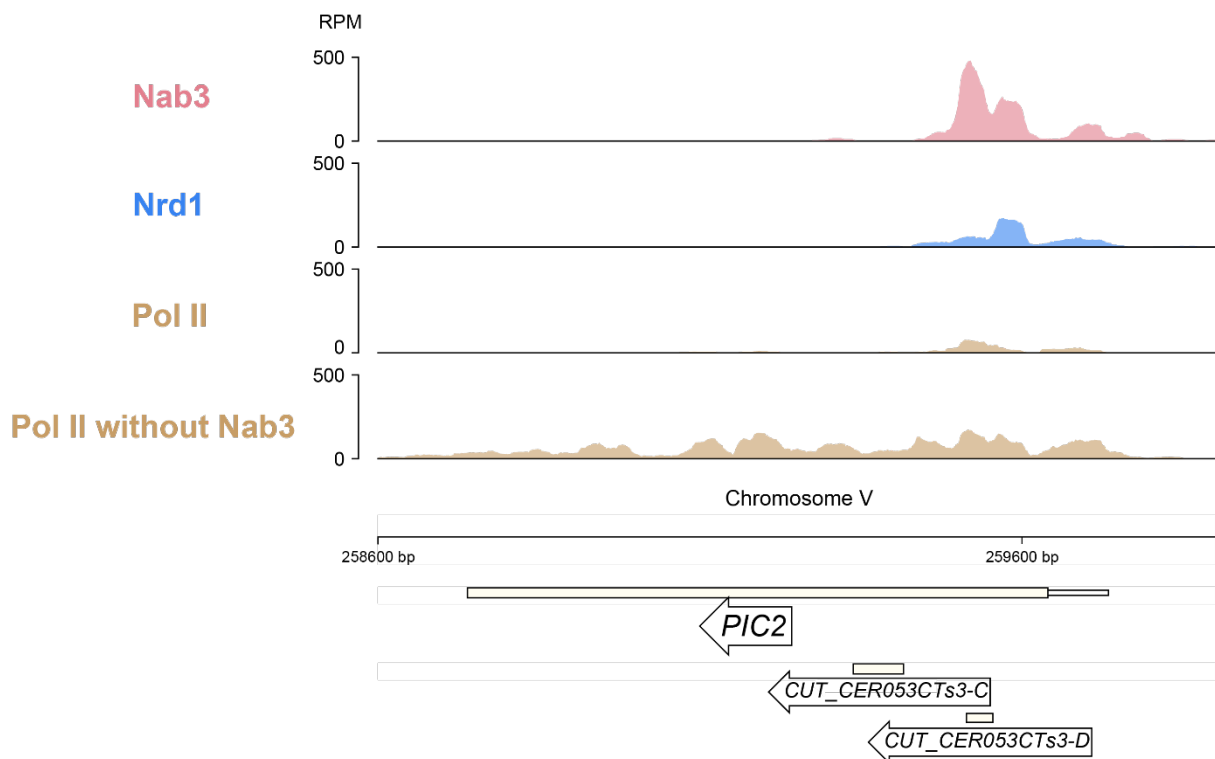 RPM
Nab3
500
0
Nrd1
500
0
Pol II
500
0
Pol II without Nab3
500
0
Chromosome V
258600 bp
259600 bp
PIC2
CUT_CER053CTs3-C
CUT_CER053CTs3-D